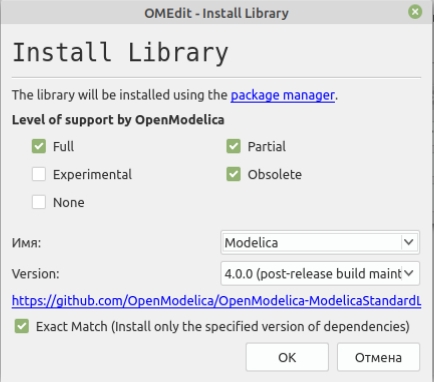 OMEdit - Install Library
Install Library
The library will be installed using the package manager.
Level of support by OpenModelica
Full Partial
Experimental Obsolete
None
Имя: Modelica
Version: 4.0.0 (post-release build maint
https://github.com/OpenModelica/OpenModelica-ModelicaStandardL
Exact Match (Install only the specified version of dependencies)
OK Отмена